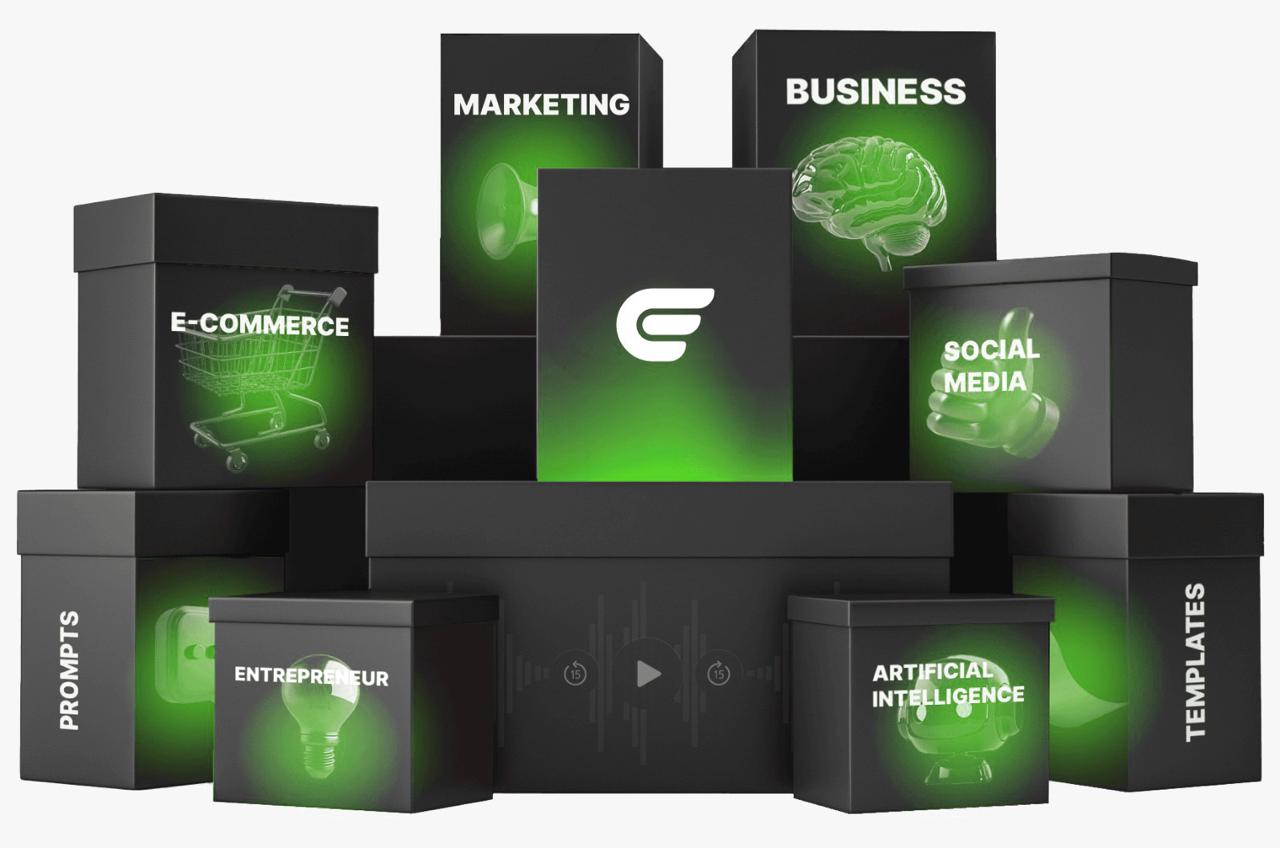 MARKETING
BUSINESS
E-COMMERCE
SOCIAL
MEDIA
PROMPTS
ENTREPRENEUR
15
15
ARTIFICIAL
INTELLIGENCE
TEMPLATES